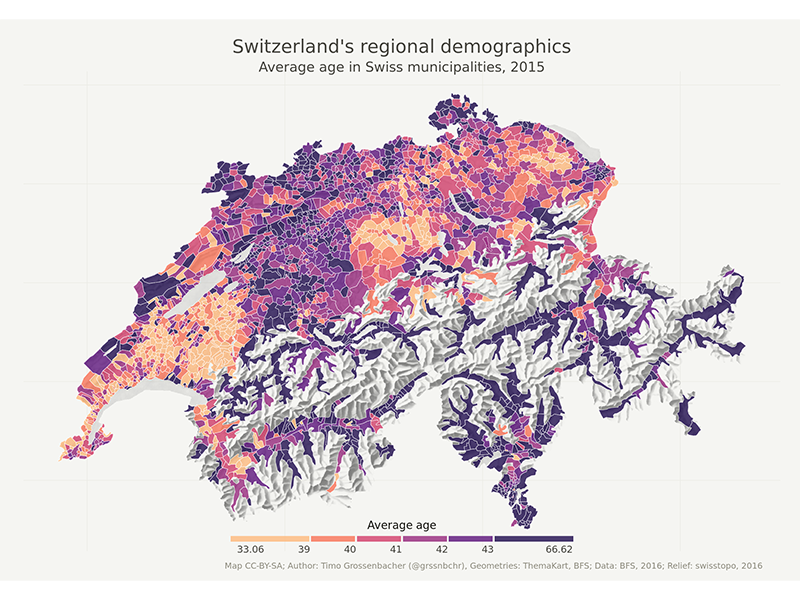 Switzerland's regional demographics
Average age in Swiss municipalities, 2015
Average age
33.06 39 40 41 42 43 66.62
Map CC-BY-SA; Author: Timo Grossenbacher (@grssnbchr), Geometries: ThemaKart, BFS; Data: BFS, 2016; Relief: swisstopo, 2016